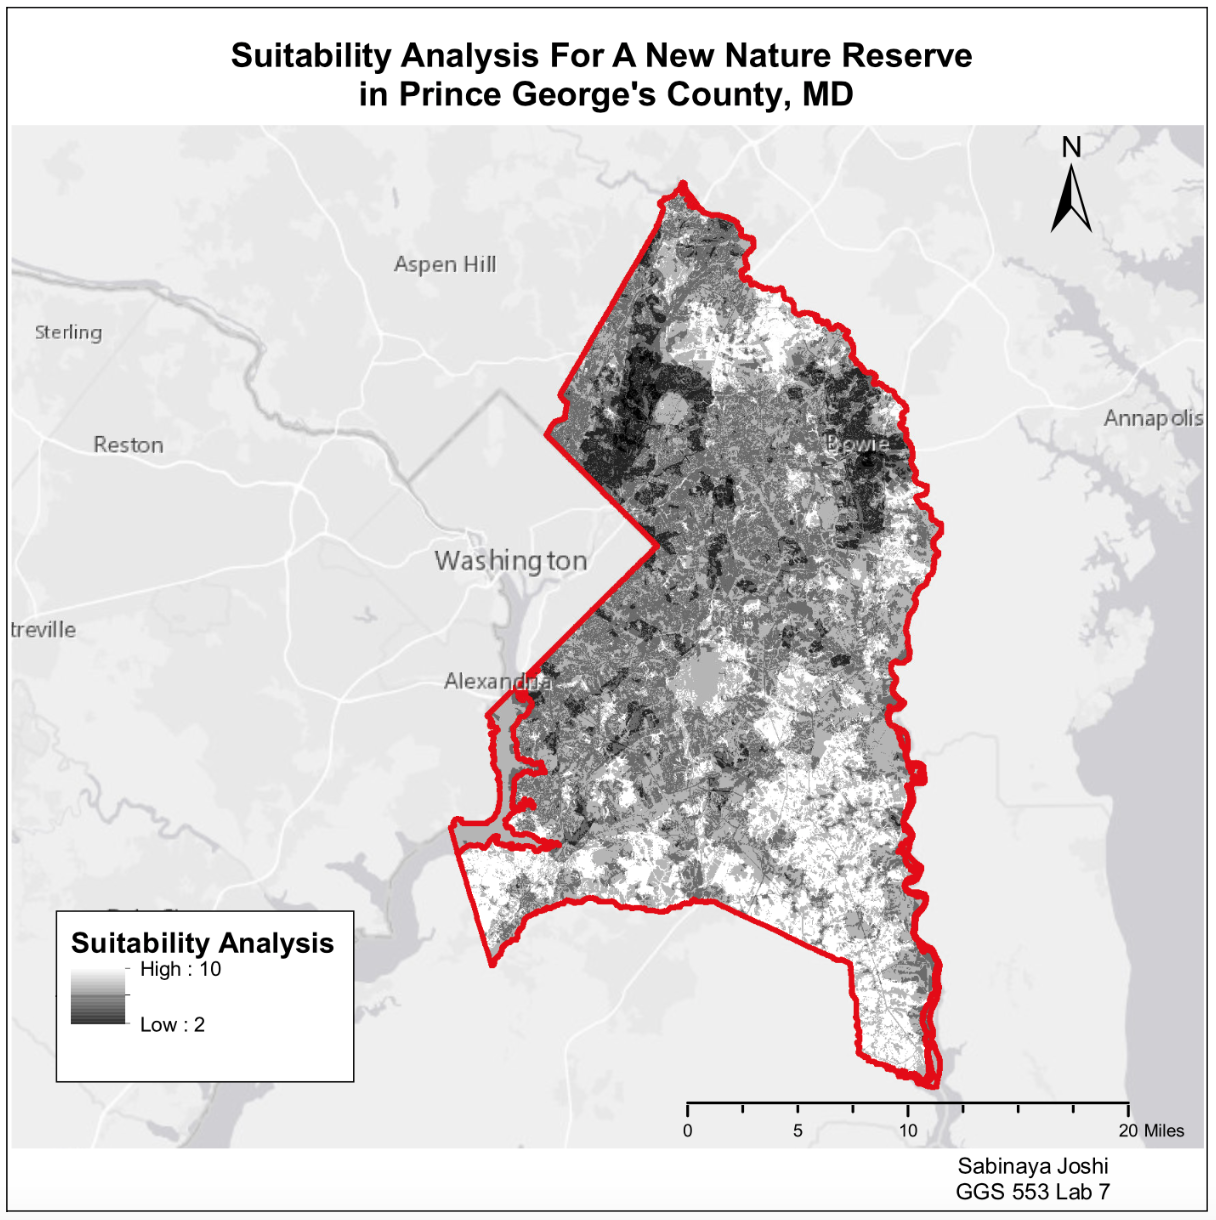 Suitability Analysis For A New Nature Reserve
in Prince George's County, MD
N
Aspen Hill
Sterling
Annapolis
Reston
Bowie
Washington
treville
Alexandria
Suitability Analysis
High : 10
Low : 2
0 5 10 20 Miles
Sabinaya Joshi
GGS 553 Lab 7